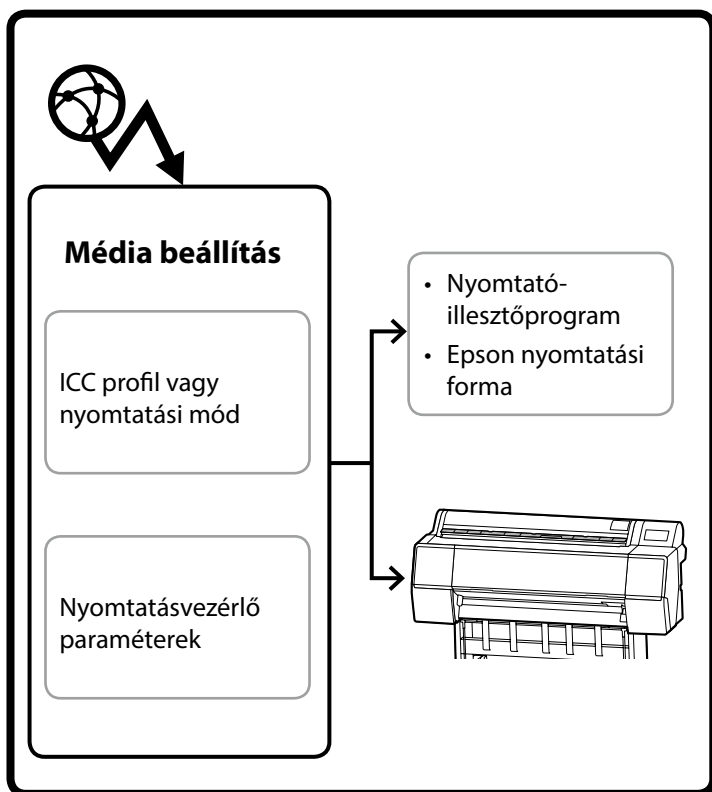 Média beállítás
ICC profil vagy
nyomtatási mód
Nyomtatásvezérlő
paraméterek
• Nyomtató-
illesztőprogram
• Epson nyomtatási
forma